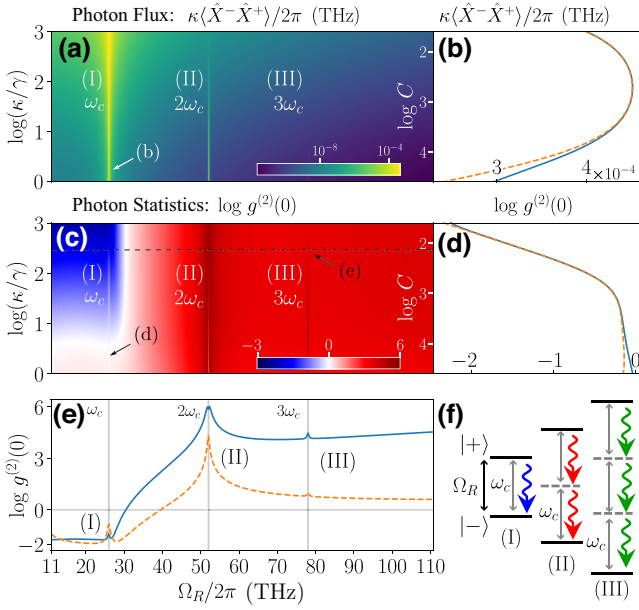 Photon Flux: κ⟨X̂⁻X̂⁺⟩/2π (THz)
κ⟨X̂⁻X̂⁺⟩/2π (THz)
(a)
log(κ/γ)
3
2
1
0
(I)
ω_c
(II)
2ω_c
(III)
3ω_c
(b)
10⁻⁸
10⁻⁴
log C
2
3
4
(b)
3
4
×10⁻⁴
Photon Statistics: log g⁽²⁾(0)
log g⁽²⁾(0)
(c)
log(κ/γ)
3
2
1
0
(I)
ω_c
(II)
2ω_c
(III)
3ω_c
(e)
(d)
−3
0
6
log C
2
3
4
(d)
−2
−1
0
(e)
log g⁽²⁾(0)
6
4
2
0
−2
ω_c
2ω_c
3ω_c
(I)
(II)
(III)
11 20 30 40 50 60 70 80 90 100 110
Ω_R/2π (THz)
(f)
|+⟩
Ω_R
|−⟩
ω_c
(I)
ω_c
(II)
ω_c
(III)